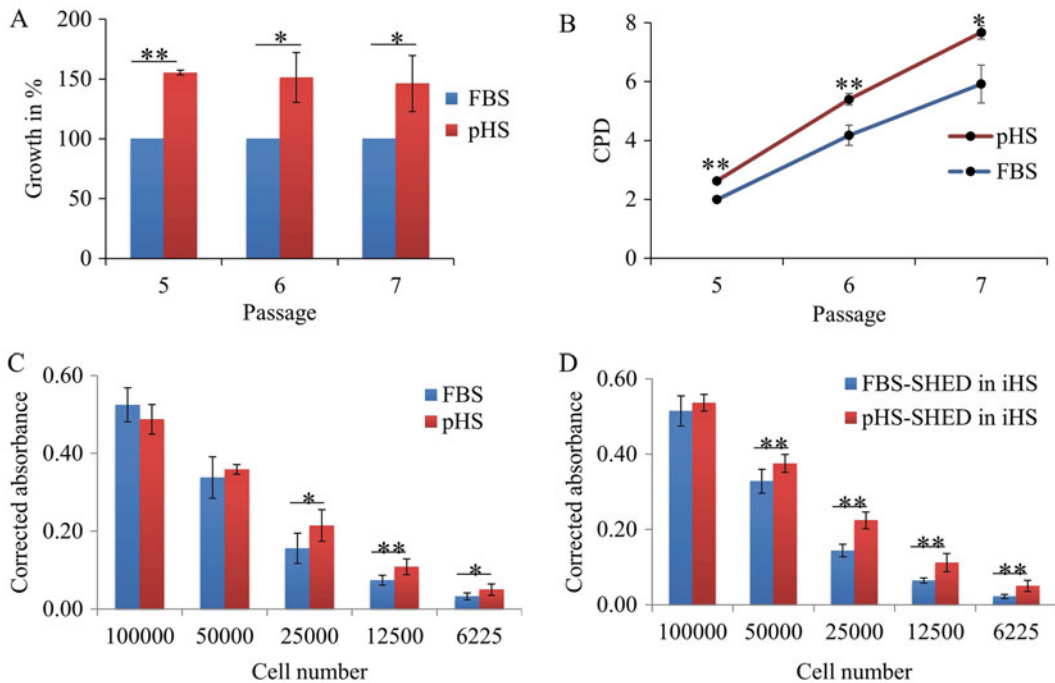 A
200
150
100
50
0
Growth in %
**
*
*
FBS
pHS
5
6
7
Passage
B
8
6
4
2
0
CPD
**
**
*
pHS
FBS
5
6
7
Passage
C
0.60
0.40
0.20
0.00
Corrected absorbance
FBS
pHS
*
**
*
100000
50000
25000
12500
6225
Cell number
D
0.60
0.40
0.20
0.00
Corrected absorbance
FBS-SHED in iHS
pHS-SHED in iHS
**
**
**
**
100000
50000
25000
12500
6225
Cell number